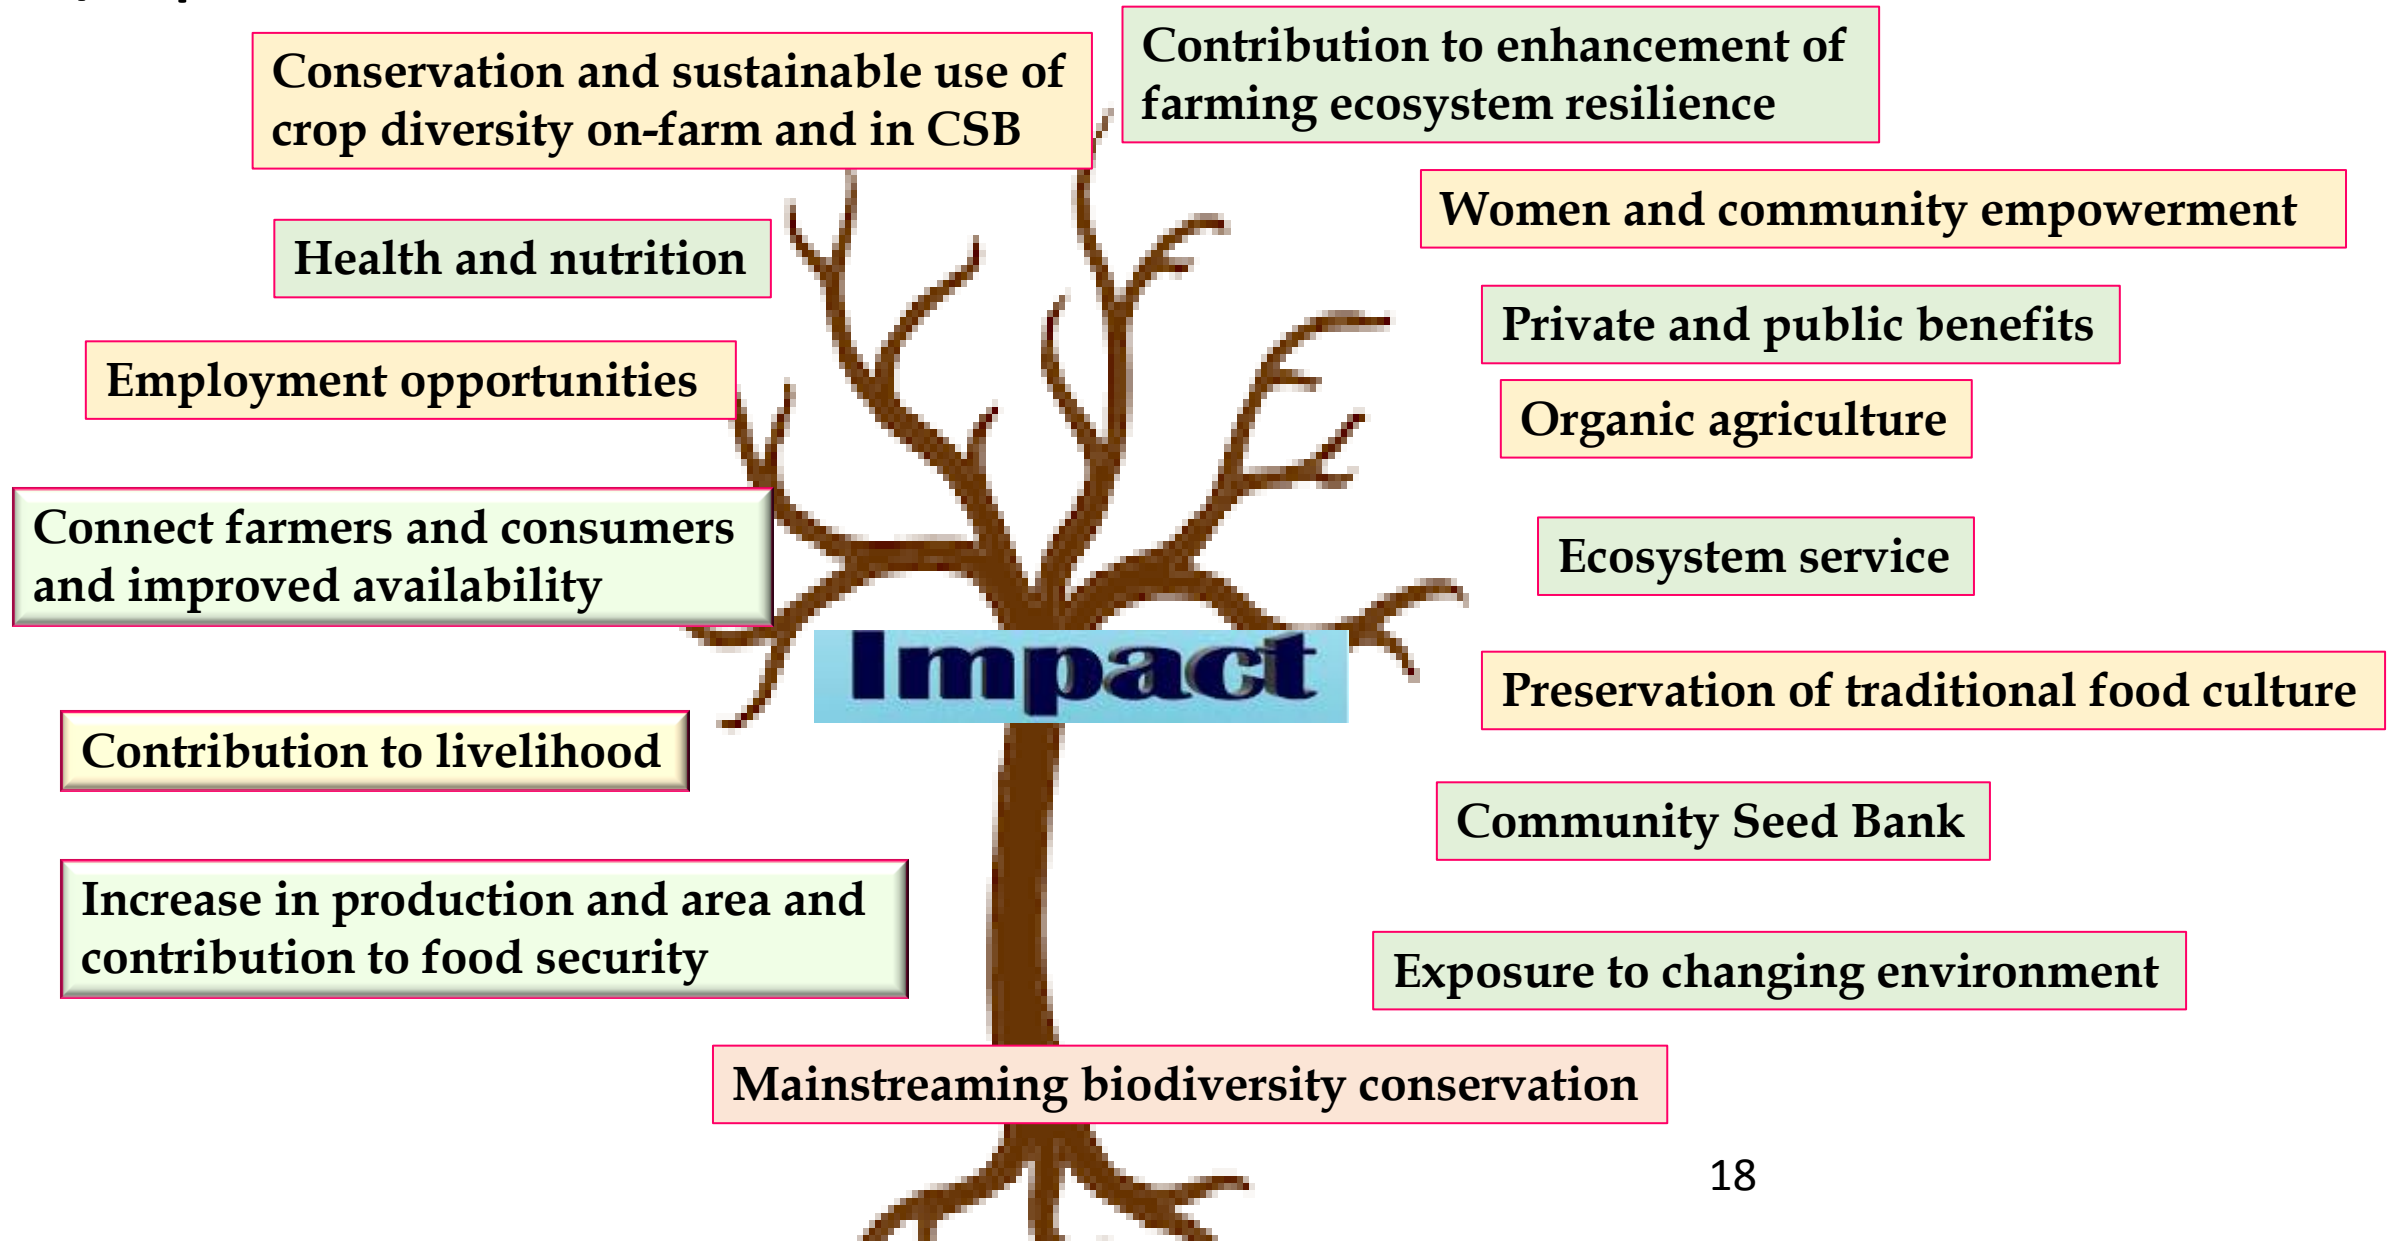 Conservation and sustainable use of
crop diversity on-farm and in CSB
Contribution to enhancement of
farming ecosystem resilience
Women and community empowerment
Health and nutrition
Private and public benefits
Employment opportunities
Organic agriculture
Connect farmers and consumers
and improved availability
Ecosystem service
Impact
Preservation of traditional food culture
Contribution to livelihood
Community Seed Bank
Increase in production and area and
contribution to food security
Exposure to changing environment
Mainstreaming biodiversity conservation
18